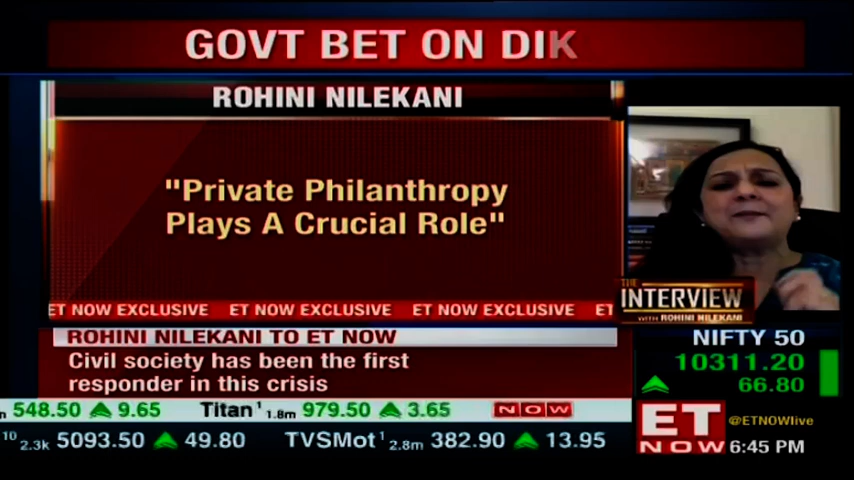 GOVT BET ON DIK
ROHINI NILEKANI
"Private Philanthropy
Plays A Crucial Role"
ET NOW EXCLUSIVE ET NOW EXCLUSIVE ET NOW EXCLUSIVE ET
THE
INTERVIEW
WITH ROHINI NILEKANI
ROHINI NILEKANI TO ET NOW
Civil society has been the first
responder in this crisis
NIFTY 50
10311.20
66.80
n 548.50 9.65 Titan 1 1.8m 979.50 3.65 NOW
10 2.3k 5093.50 49.80 TVSMot 1 2.8m 382.90 13.95
ET
NOW
@ETNOWlive
6:45 PM